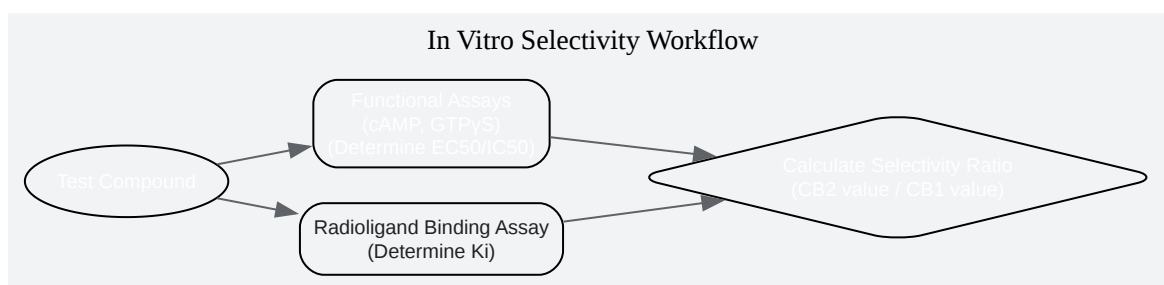 In Vitro Selectivity Workflow
Functional Assays
(cAMP, GTPγS)
(Determine EC50/IC50)
Test Compound
Radioligand Binding Assay
(Determine Ki)
Calculate Selectivity Ratio
(CB2 value / CB1 value)